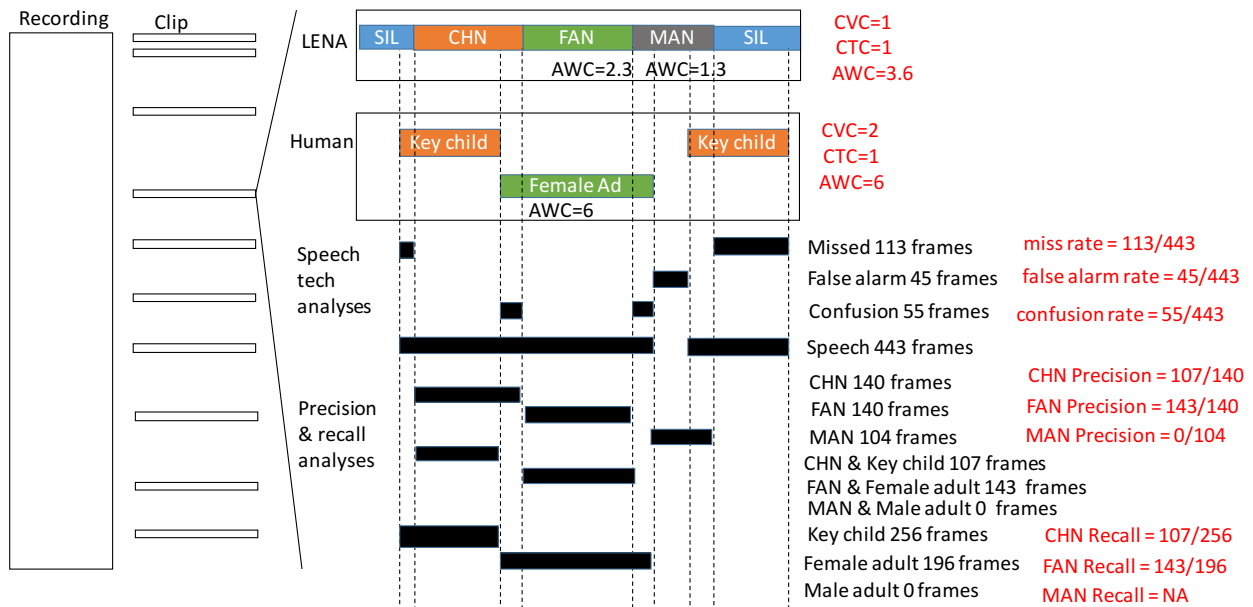 Recording
Clip
LENA
SIL CHN FAN MAN SIL
AWC=2.3 AWC=1.3
CVC=1
CTC=1
AWC=3.6
Human
Key child Key child
Female Ad
AWC=6
CVC=2
CTC=1
AWC=6
Speech
tech
analyses
Missed 113 frames miss rate = 113/443
False alarm 45 frames false alarm rate = 45/443
Confusion 55 frames confusion rate = 55/443
Speech 443 frames
Precision
& recall
analyses
CHN 140 frames CHN Precision = 107/140
FAN 140 frames FAN Precision = 143/140
MAN 104 frames MAN Precision = 0/104
CHN & Key child 107 frames
FAN & Female adult 143 frames
MAN & Male adult 0 frames
Key child 256 frames CHN Recall = 107/256
Female adult 196 frames FAN Recall = 143/196
Male adult 0 frames MAN Recall = NA